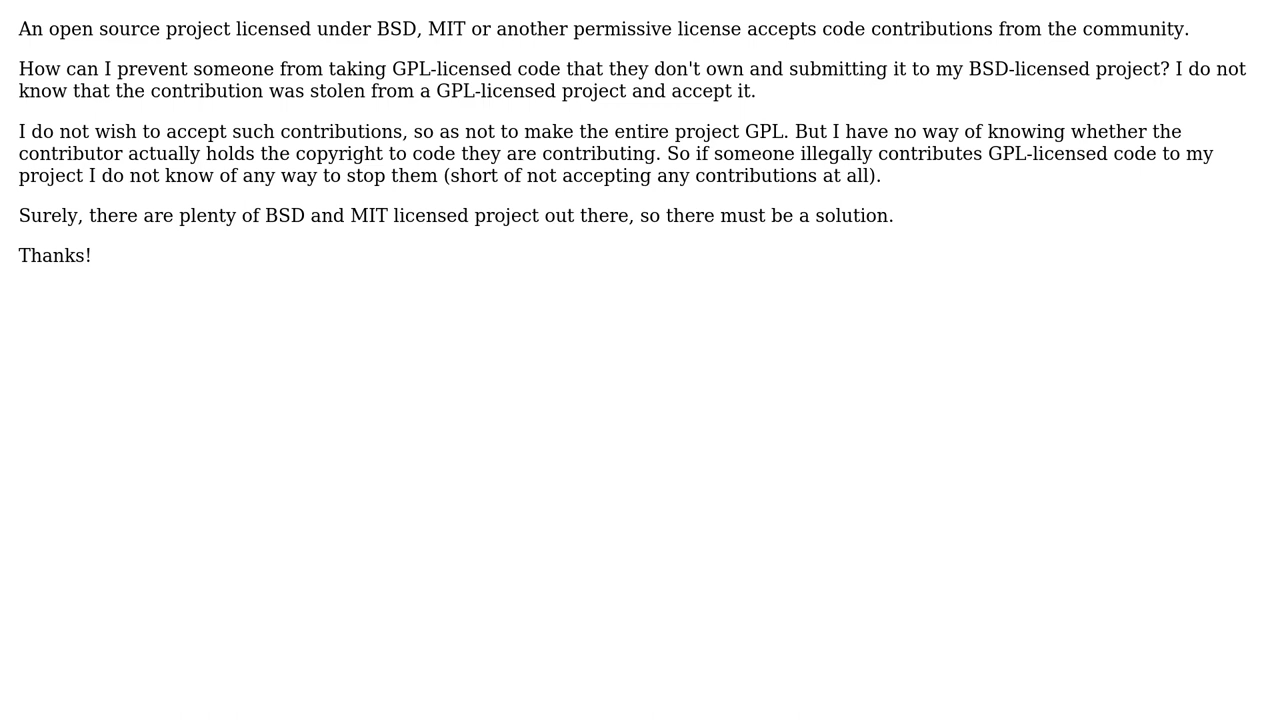 An open source project licensed under BSD, MIT or another permissive license accepts code contributions from the community.
How can I prevent someone from taking GPL-licensed code that they don't own and submitting it to my BSD-licensed project? I do not
know that the contribution was stolen from a GPL-licensed project and accept it.
I do not wish to accept such contributions, so as not to make the entire project GPL. But I have no way of knowing whether the
contributor actually holds the copyright to code they are contributing. So if someone illegally contributes GPL-licensed code to my
project I do not know of any way to stop them (short of not accepting any contributions at all).
Surely, there are plenty of BSD and MIT licensed project out there, so there must be a solution.
Thanks!